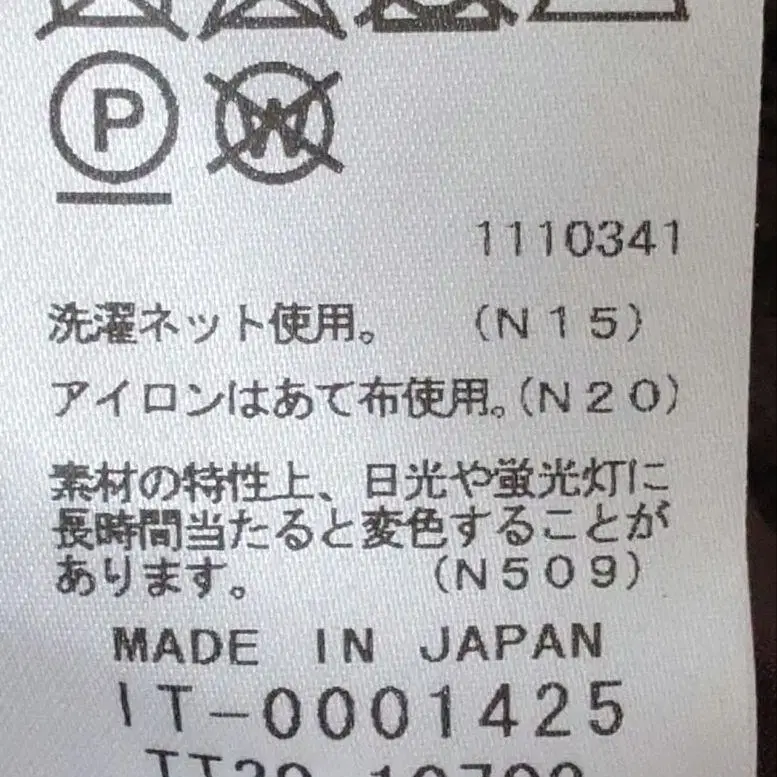 P W
1110341
洗濯ネット使用。 (N15)
アイロンはあて布使用。(N20)
素材の特性上、日光や蛍光灯に
長時間当たると変色することが
あります。 (N509)
MADE IN JAPAN
IT-0001425